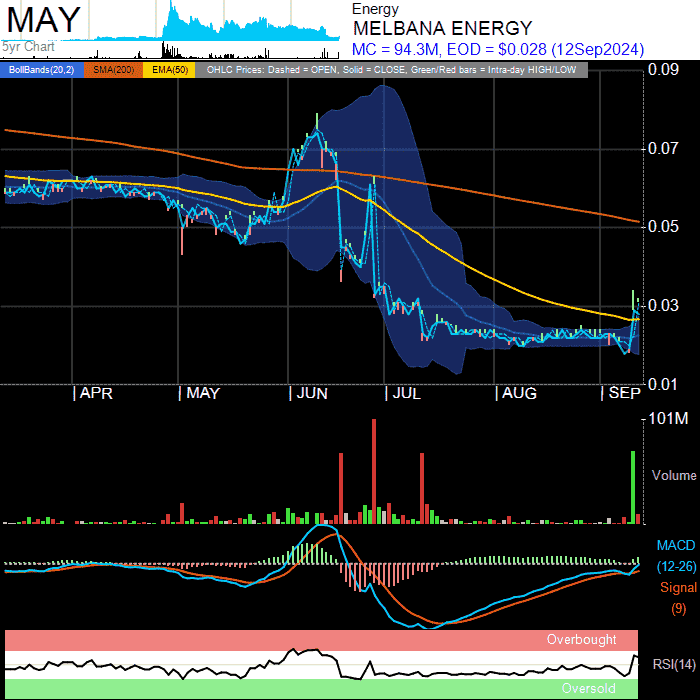 MAY
5yr Chart
Energy
MELBANA ENERGY
MC = 94.3M, EOD = $0.028 (12Sep2024)
BollBands(20,2) SMA(200) EMA(50) OHLC Prices: Dashed = OPEN, Solid = CLOSE, Green/Red bars = Intra-day HIGH/LOW
0.09
0.07
0.05
0.03
0.01
APR MAY JUN JUL AUG SEP
101M
Volume
MACD
(12-26)
Signal
(9)
Overbought
RSI(14)
Oversold